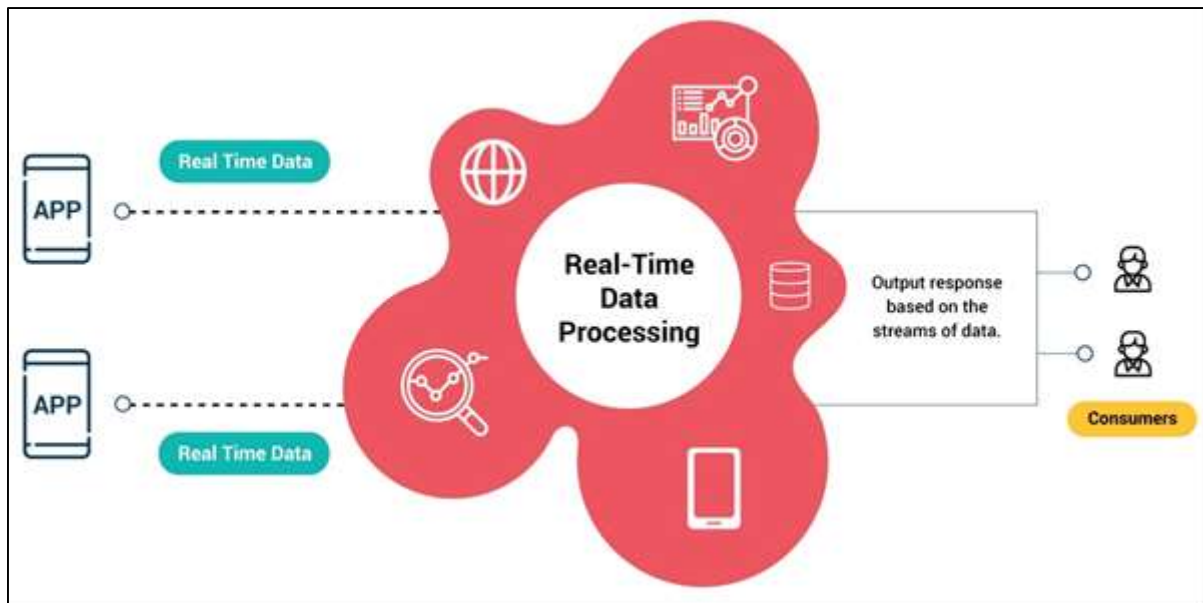 Real Time Data
APP
APP
Real Time Data
Real-Time
Data
Processing
Output response
based on the
streams of data.
Consumers